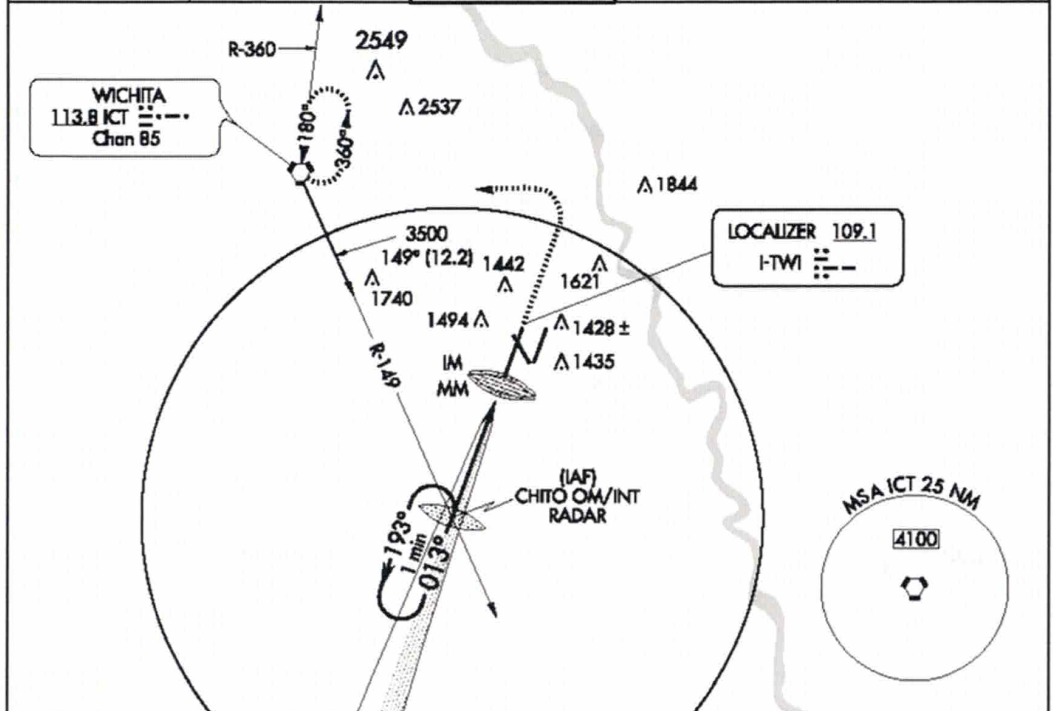 R-360
2549
2537
WICHITA
113.8 ICT
Chan 85
180°
360°
1844
3500
149° (12.2)
1442
1740
1621
LOCALIZER 109.1
I-TWI
1494
1428 ±
1435
R-149
IM
MM
(IAF)
CHITO OM/INT
RADAR
193°
1 min
013°
MSA ICT 25 NM
4100